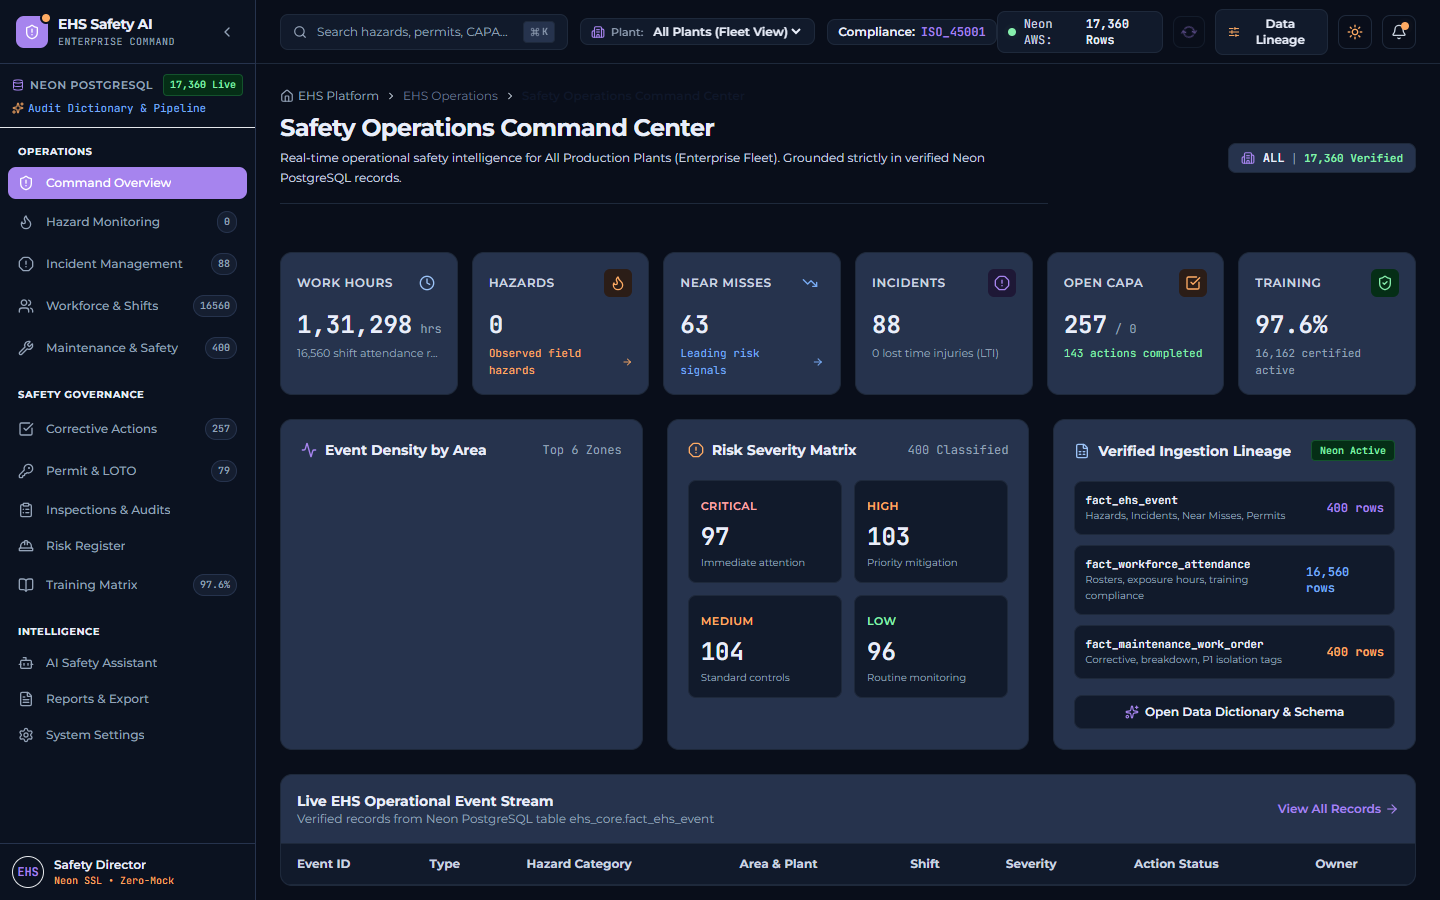 EHS Safety AI
ENTERPRISE COMMAND
Search hazards, permits, CAPA...
⌘K
Plant: All Plants (Fleet View)
Compliance: ISO_45001
Neon AWS:
17,360 Rows
Data Lineage
NEON POSTGRESQL
17,360 Live
Audit Dictionary & Pipeline
OPERATIONS
Command Overview
Hazard Monitoring
0
Incident Management
88
Workforce & Shifts
16560
Maintenance & Safety
400
SAFETY GOVERNANCE
Corrective Actions
257
Permit & LOTO
79
Inspections & Audits
Risk Register
Training Matrix
97.6%
INTELLIGENCE
AI Safety Assistant
Reports & Export
System Settings
EHS
Safety Director
Neon SSL • Zero-Mock
EHS Platform > EHS Operations > Safety Operations Command Center
Safety Operations Command Center
Real-time operational safety intelligence for All Production Plants (Enterprise Fleet). Grounded strictly in verified Neon
PostgreSQL records.
ALL | 17,360 Verified
WORK HOURS
1,31,298 hrs
16,560 shift attendance r...
HAZARDS
0
Observed field
hazards →
NEAR MISSES
63
Leading risk
signals →
INCIDENTS
88
0 lost time injuries (LTI)
OPEN CAPA
257 / 0
143 actions completed
TRAINING
97.6%
16,162 certified
active
Event Density by Area
Top 6 Zones
Risk Severity Matrix
400 Classified
CRITICAL
97
Immediate attention
HIGH
103
Priority mitigation
MEDIUM
104
Standard controls
LOW
96
Routine monitoring
Verified Ingestion Lineage
Neon Active
fact_ehs_event
Hazards, Incidents, Near Misses, Permits
400 rows
fact_workforce_attendance
Rosters, exposure hours, training
compliance
16,560
rows
fact_maintenance_work_order
Corrective, breakdown, P1 isolation tags
400 rows
Open Data Dictionary & Schema
Live EHS Operational Event Stream
Verified records from Neon PostgreSQL table ehs_core.fact_ehs_event
View All Records →
Event ID Type Hazard Category Area & Plant Shift Severity Action Status Owner